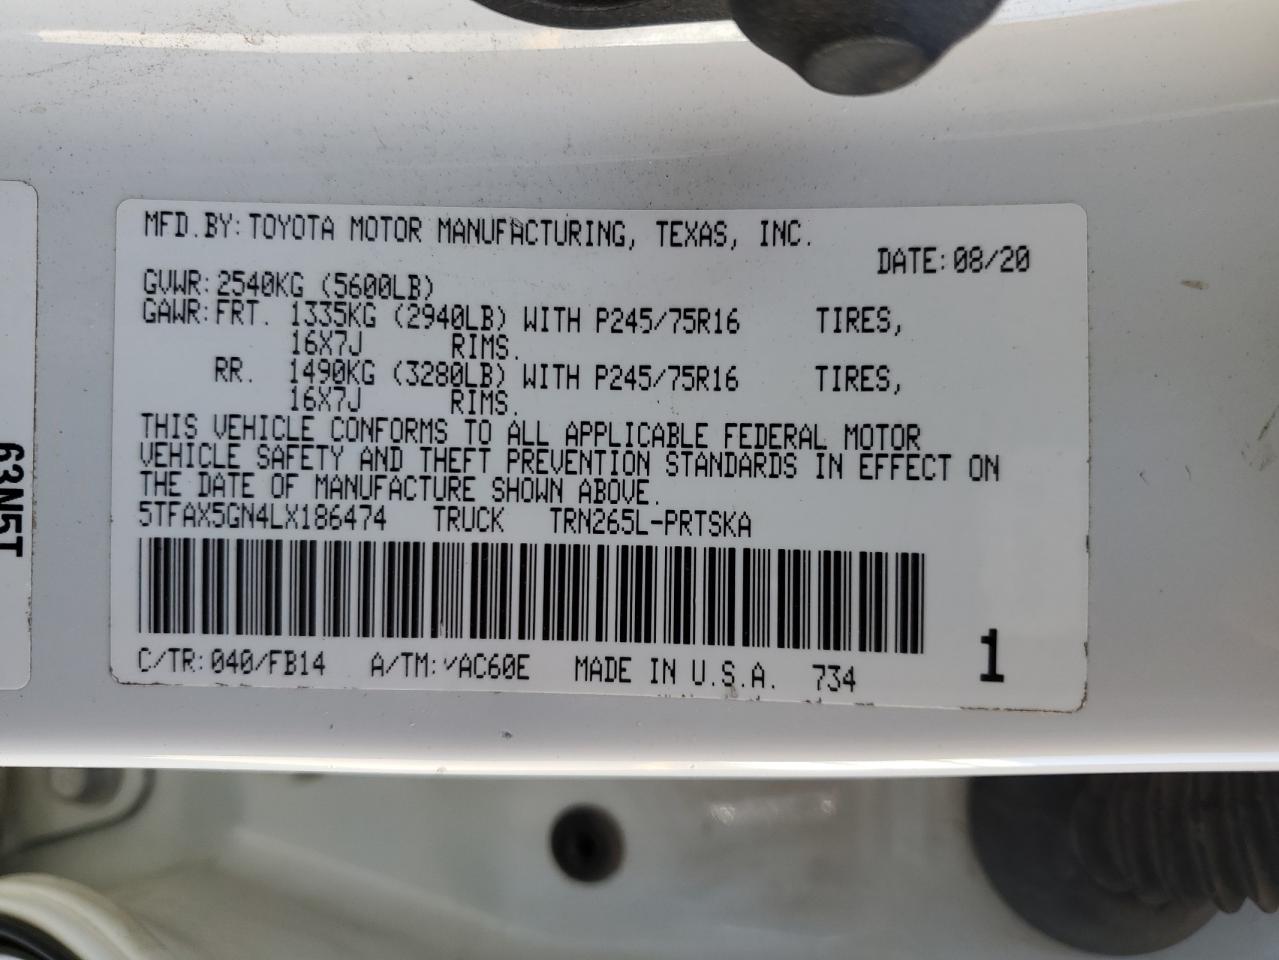 MFD.BY: TOYOTA MOTOR MANUFACTURING, TEXAS, INC.
DATE: 08/20
GVWR: 2540KG (5600LB)
GAWR: FRT. 1335KG (2940LB) WITH P245/75R16 TIRES,
16X7J RIMS.
RR. 1490KG (3280LB) WITH P245/75R16 TIRES,
16X7J RIMS.
THIS VEHICLE CONFORMS TO ALL APPLICABLE FEDERAL MOTOR
VEHICLE SAFETY AND THEFT PREVENTION STANDARDS IN EFFECT ON
THE DATE OF MANUFACTURE SHOWN ABOVE.
5TFAX5GN4LX186474 TRUCK TRN265L-PRTSKA
C/TR: 040/FB14 A/TM: -/AC60E MADE IN U.S.A. 734
1
63N5T